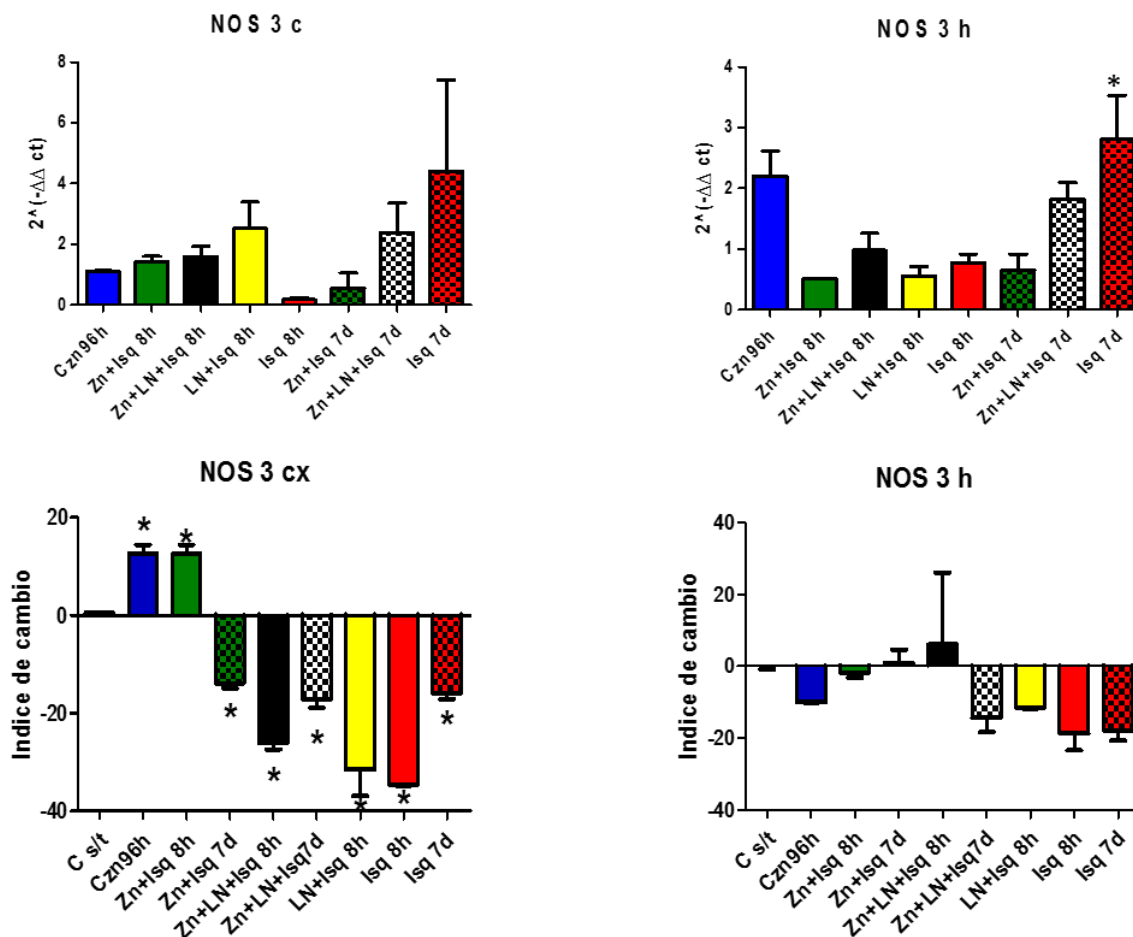 NOS 3 c
8
6
4
2
0
2^(-ΔΔ ct)
Czn96h
Zn+Isq 8h
Zn+LN+Isq 8h
LN+Isq 8h
Isq 8h
Zn+Isq 7d
Zn+LN+Isq 7d
Isq 7d
NOS 3 h
4
3
2
1
0
2^(-ΔΔ ct)
*
Czn96h
Zn+Isq 8h
Zn+LN+Isq 8h
LN+Isq 8h
Isq 8h
Zn+Isq 7d
Zn+LN+Isq 7d
Isq 7d
NOS 3 cx
20
0
-20
-40
Indice de cambio
* * * * * * * *
C s/t
Czn96h
Zn+Isq 8h
Zn+Isq 7d
Zn+LN+Isq 8h
Zn+LN+Isq7d
LN+Isq 8h
Isq 8h
Isq 7d
NOS 3 h
40
20
0
-20
-40
Indice de cambio
C s/t
Czn96h
Zn+Isq 8h
Zn+Isq 7d
Zn+LN+Isq 8h
Zn+LN+Isq7d
LN+Isq 8h
Isq 8h
Isq 7d